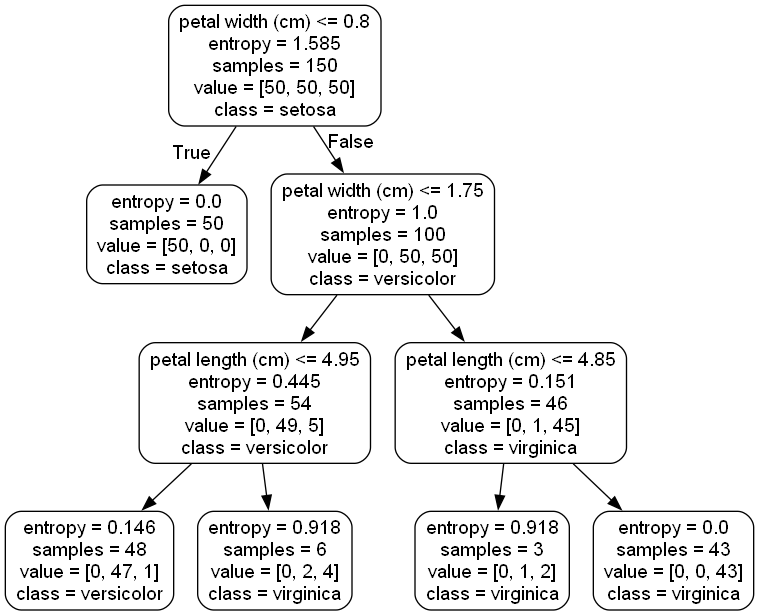 petal width (cm) <= 0.8
entropy = 1.585
samples = 150
value = [50, 50, 50]
class = setosa
True
False
entropy = 0.0
samples = 50
value = [50, 0, 0]
class = setosa
petal width (cm) <= 1.75
entropy = 1.0
samples = 100
value = [0, 50, 50]
class = versicolor
petal length (cm) <= 4.95
entropy = 0.445
samples = 54
value = [0, 49, 5]
class = versicolor
petal length (cm) <= 4.85
entropy = 0.151
samples = 46
value = [0, 1, 45]
class = virginica
entropy = 0.146
samples = 48
value = [0, 47, 1]
class = versicolor
entropy = 0.918
samples = 6
value = [0, 2, 4]
class = virginica
entropy = 0.918
samples = 3
value = [0, 1, 2]
class = virginica
entropy = 0.0
samples = 43
value = [0, 0, 43]
class = virginica